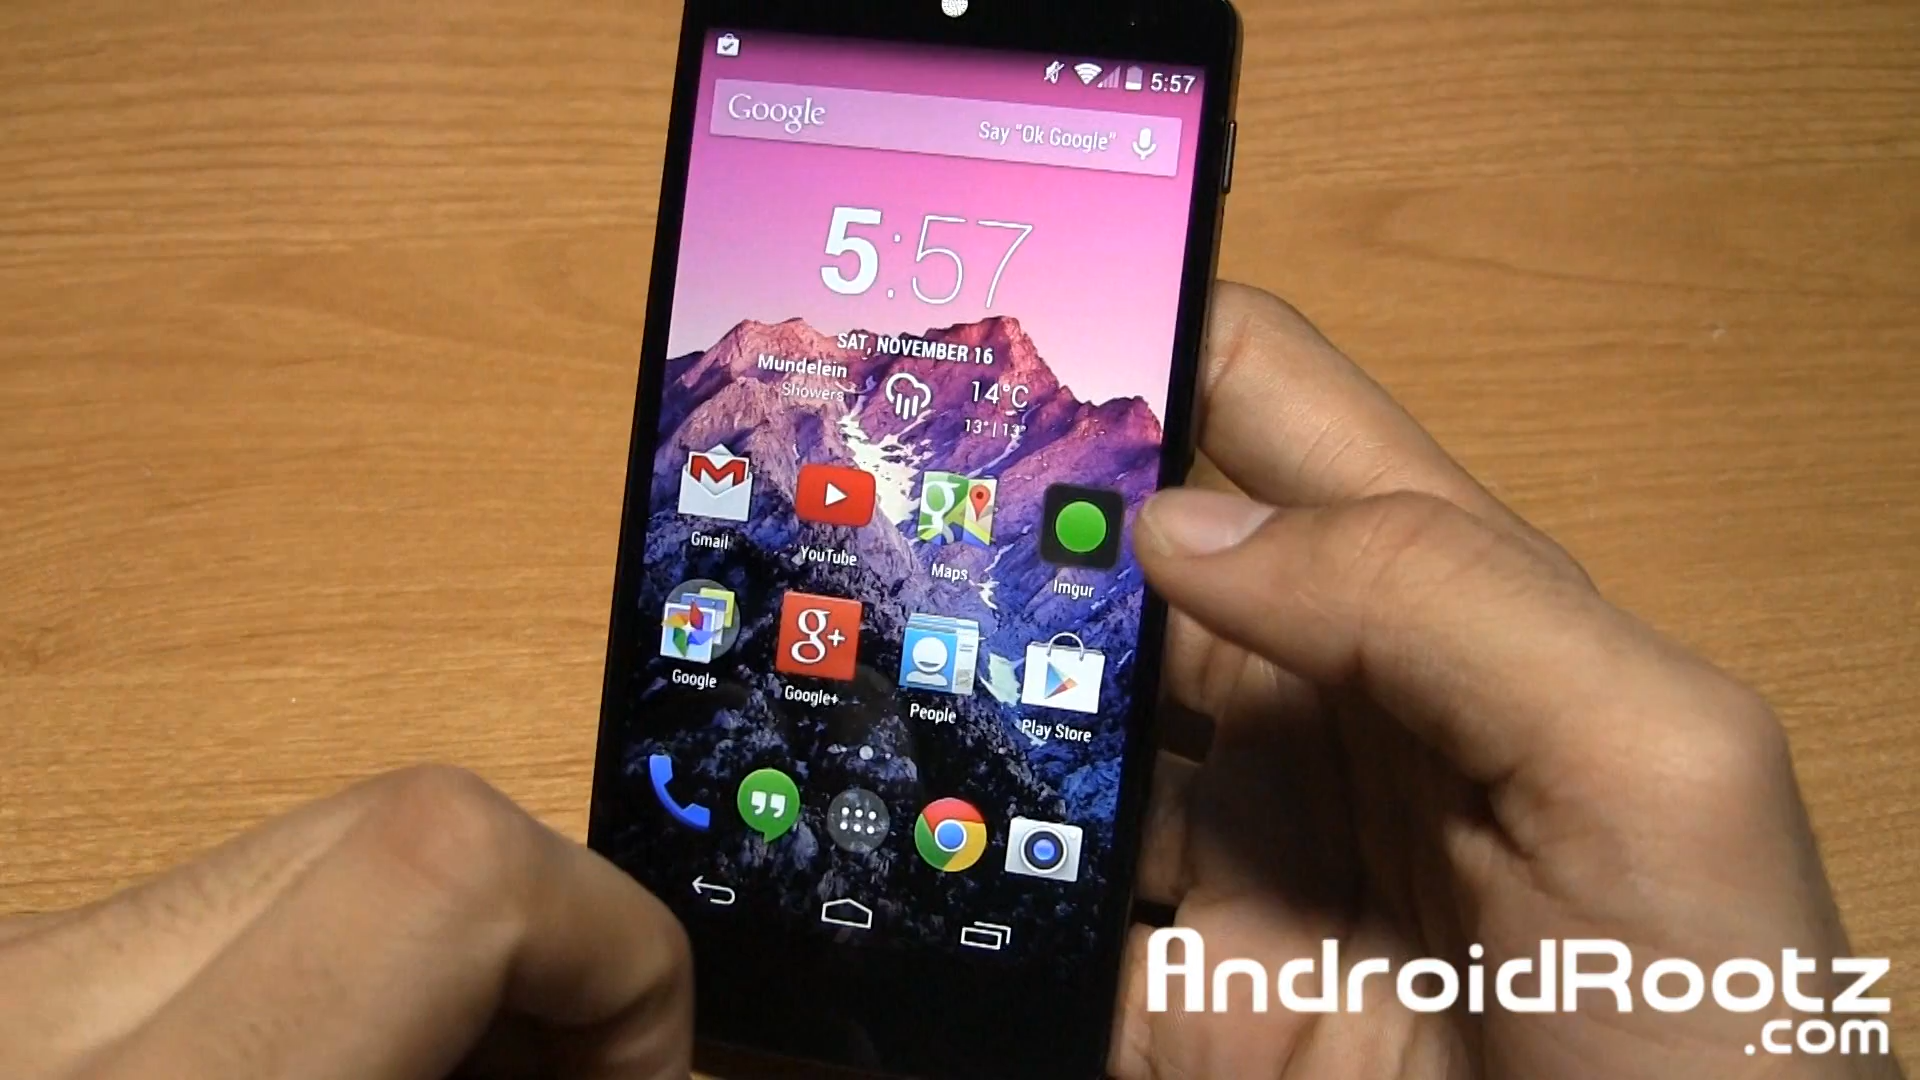 5:57
Google
Say "Ok Google"
5:57
SAT, NOVEMBER 16
Mundelein
Showers
14°C
13° | 13°
Gmail
YouTube
Maps
Imgur
Google
Google+
People
Play Store
AndroidRootz
.com